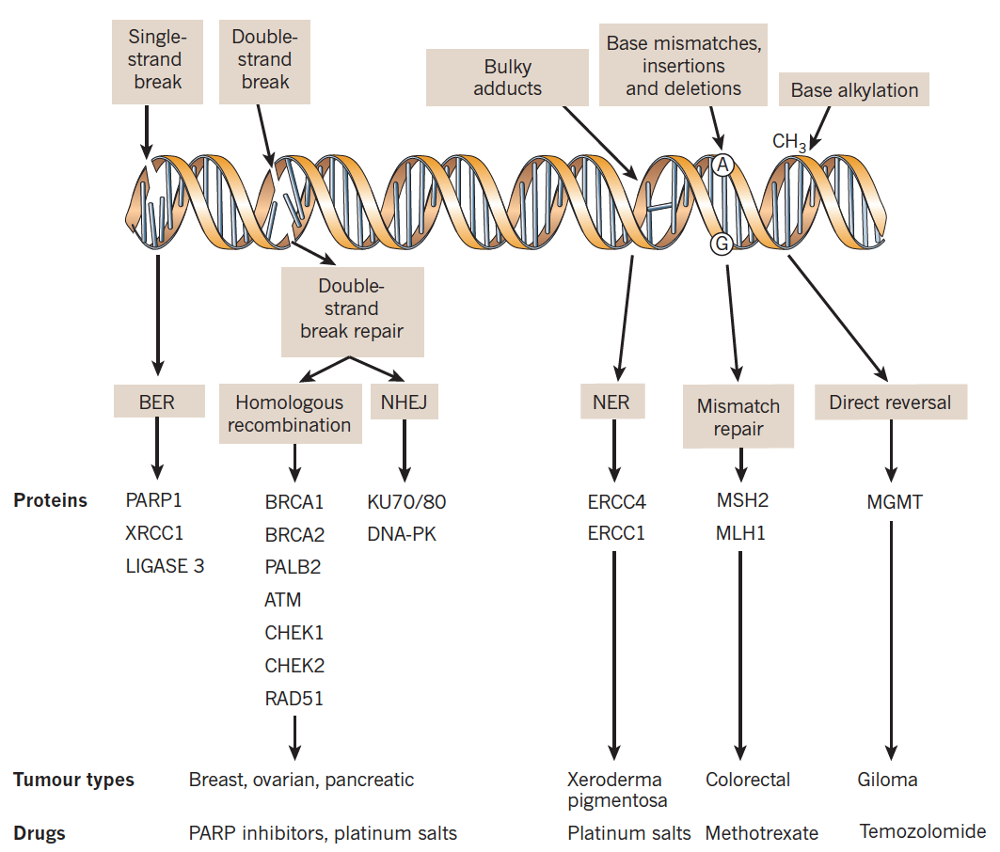 Single-
strand
break
Double-
strand
break
Bulky
adducts
Base mismatches,
insertions
and deletions
Base alkylation
CH3
A
G
Double-
strand
break repair
BER
Homologous
recombination
NHEJ
NER
Mismatch
repair
Direct reversal
Proteins
PARP1
XRCC1
LIGASE 3
BRCA1
BRCA2
PALB2
ATM
CHEK1
CHEK2
RAD51
KU70/80
DNA-PK
ERCC4
ERCC1
MSH2
MLH1
MGMT
Tumour types
Breast, ovarian, pancreatic
Xeroderma
pigmentosa
Colorectal
Giloma
Drugs
PARP inhibitors, platinum salts
Platinum salts
Methotrexate
Temozolomide